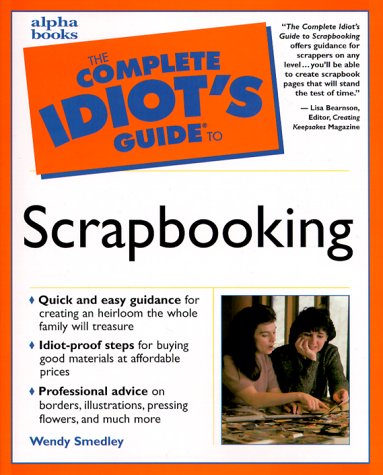 alpha
books
THE
COMPLETE
IDIOT'S
GUIDE® TO
"The Complete Idiot's
Guide to Scrapbooking
offers guidance for
scrappers on any
level...you'll be able
to create scrapbook
pages that will stand
the test of time."
— Lisa Bearnson,
Editor, Creating
Keepsakes Magazine
Scrapbooking
♦ Quick and easy guidance for
creating an heirloom the whole
family will treasure
♦ Idiot-proof steps for buying
good materials at affordable
prices
♦ Professional advice on
borders, illustrations, pressing
flowers, and much more
Wendy Smedley